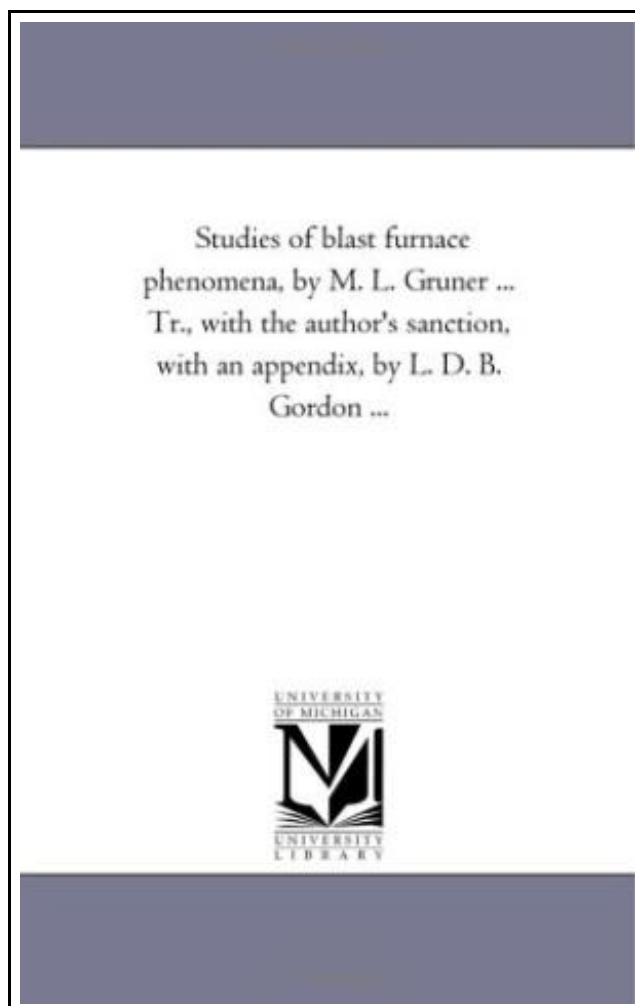 Studies of blast furnace
phenomena, by M. L. Gruner ...
Tr., with the author's sanction,
with an appendix, by L. D. B.
Gordon ...
UNIVERSITY
OF MICHIGAN
UNIVERSITY
LIBRARY